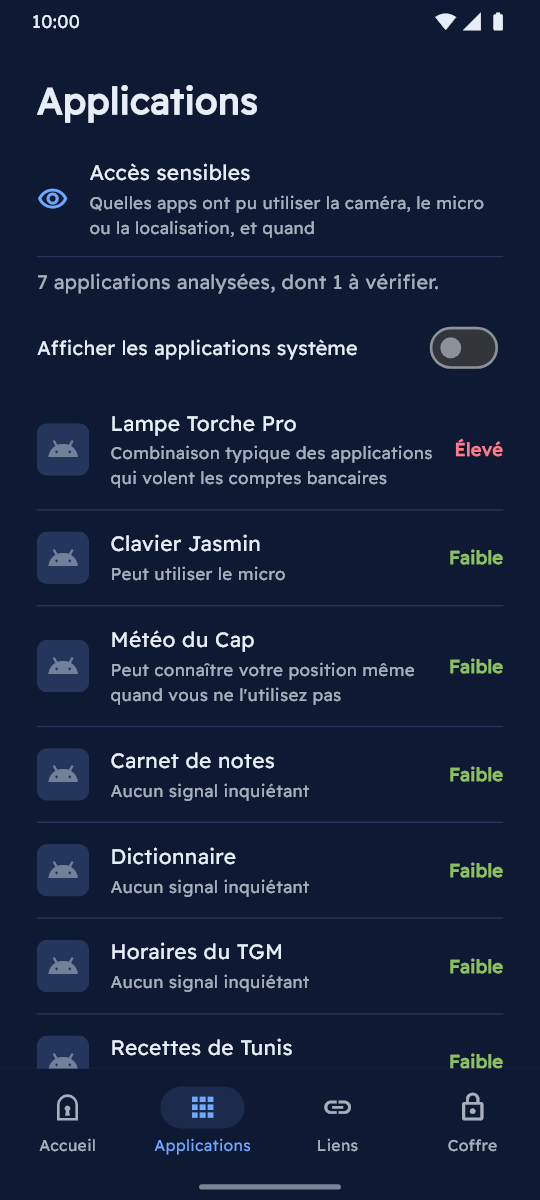 10:00
Applications
Accès sensibles
Quelles apps ont pu utiliser la caméra, le micro
ou la localisation, et quand
7 applications analysées, dont 1 à vérifier.
Afficher les applications système
Lampe Torche Pro
Combinaison typique des applications
qui volent les comptes bancaires
Élevé
Clavier Jasmin
Peut utiliser le micro
Faible
Météo du Cap
Peut connaître votre position même
quand vous ne l'utilisez pas
Faible
Carnet de notes
Aucun signal inquiétant
Faible
Dictionnaire
Aucun signal inquiétant
Faible
Horaires du TGM
Aucun signal inquiétant
Faible
Recettes de Tunis
Faible
Accueil
Applications
Liens
Coffre